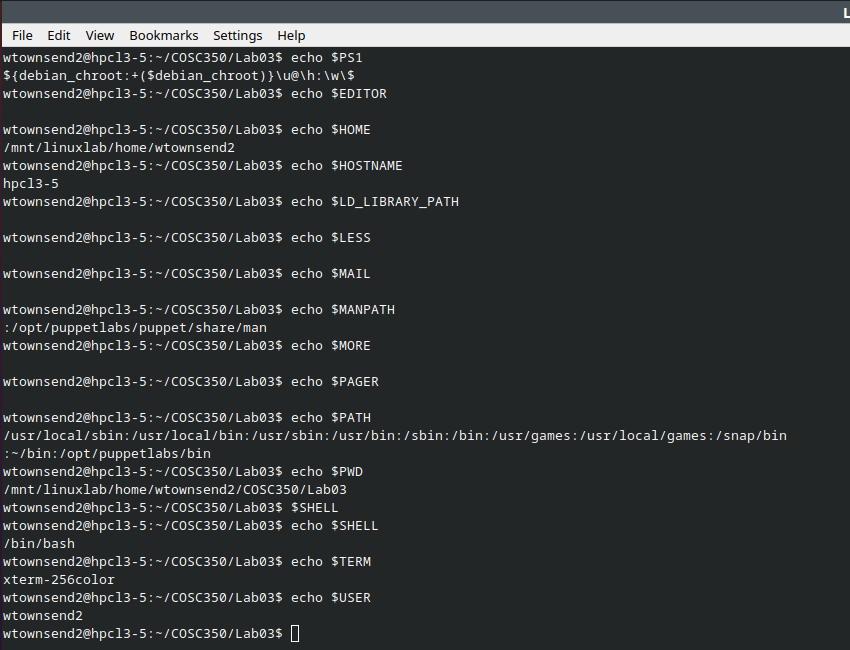 L
File Edit View Bookmarks Settings Help
wtownsend2@hpcl3-5:~/COSC350/Lab03$ echo $PS1
${debian_chroot:+($debian_chroot)}\u@\h:\w\$
wtownsend2@hpcl3-5:~/COSC350/Lab03$ echo $EDITOR
wtownsend2@hpcl3-5:~/COSC350/Lab03$ echo $HOME
/mnt/linuxlab/home/wtownsend2
wtownsend2@hpcl3-5:~/COSC350/Lab03$ echo $HOSTNAME
hpcl3-5
wtownsend2@hpcl3-5:~/COSC350/Lab03$ echo $LD_LIBRARY_PATH
wtownsend2@hpcl3-5:~/COSC350/Lab03$ echo $LESS
wtownsend2@hpcl3-5:~/COSC350/Lab03$ echo $MAIL
wtownsend2@hpcl3-5:~/COSC350/Lab03$ echo $MANPATH
:/opt/puppetlabs/puppet/share/man
wtownsend2@hpcl3-5:~/COSC350/Lab03$ echo $MORE
wtownsend2@hpcl3-5:~/COSC350/Lab03$ echo $PAGER
wtownsend2@hpcl3-5:~/COSC350/Lab03$ echo $PATH
/usr/local/sbin:/usr/local/bin:/usr/sbin:/usr/bin:/sbin:/bin:/usr/games:/usr/local/games:/snap/bin
:~/bin:/opt/puppetlabs/bin
wtownsend2@hpcl3-5:~/COSC350/Lab03$ echo $PWD
/mnt/linuxlab/home/wtownsend2/COSC350/Lab03
wtownsend2@hpcl3-5:~/COSC350/Lab03$ $SHELL
wtownsend2@hpcl3-5:~/COSC350/Lab03$ echo $SHELL
/bin/bash
wtownsend2@hpcl3-5:~/COSC350/Lab03$ echo $TERM
xterm-256color
wtownsend2@hpcl3-5:~/COSC350/Lab03$ echo $USER
wtownsend2
wtownsend2@hpcl3-5:~/COSC350/Lab03$